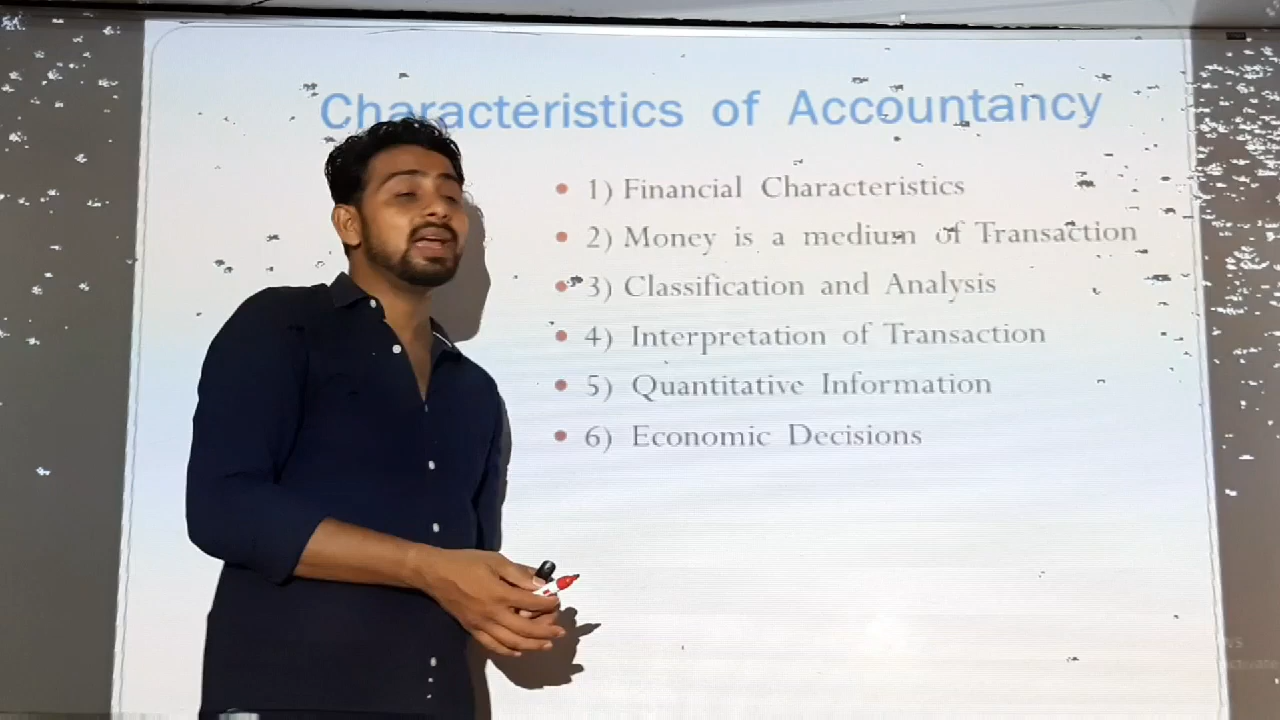 Characteristics of Accountancy
1) Financial Characteristics
2) Money is a medium of Transaction
3) Classification and Analysis
4) Interpretation of Transaction
5) Quantitative Information
6) Economic Decisions